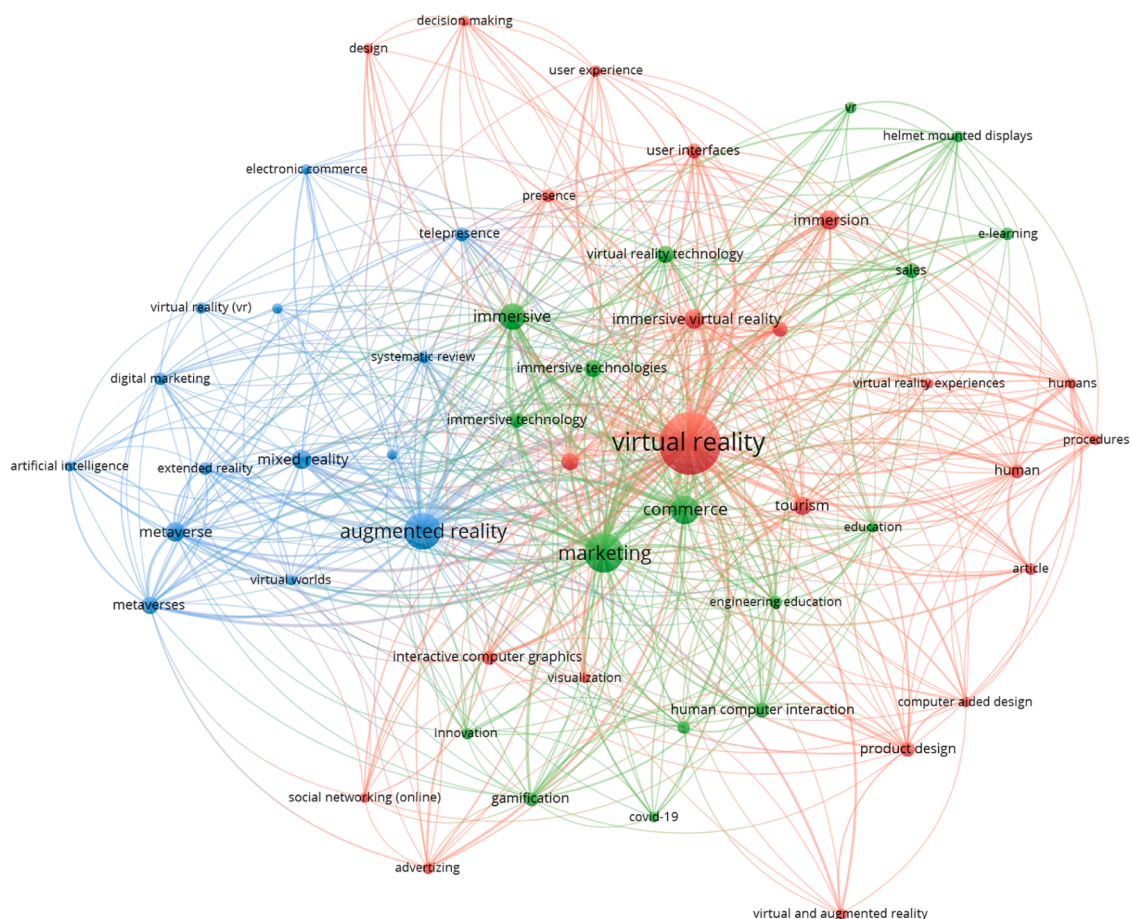 decision making
design
user experience
vr
helmet mounted displays
user interfaces
electronic commerce
presence
immersion
telepresence
e-learning
virtual reality technology
sales
virtual reality (vr)
immersive
immersive virtual reality
systematic review
immersive technologies
digital marketing
virtual reality experiences
humans
immersive technology
virtual reality
procedures
artificial intelligence
extended reality
mixed reality
human
metaverse
augmented reality
commerce
tourism
education
marketing
article
virtual worlds
metaverses
engineering education
interactive computer graphics
visualization
computer aided design
human computer interaction
innovation
product design
social networking (online)
gamification
covid-19
advertizing
virtual and augmented reality